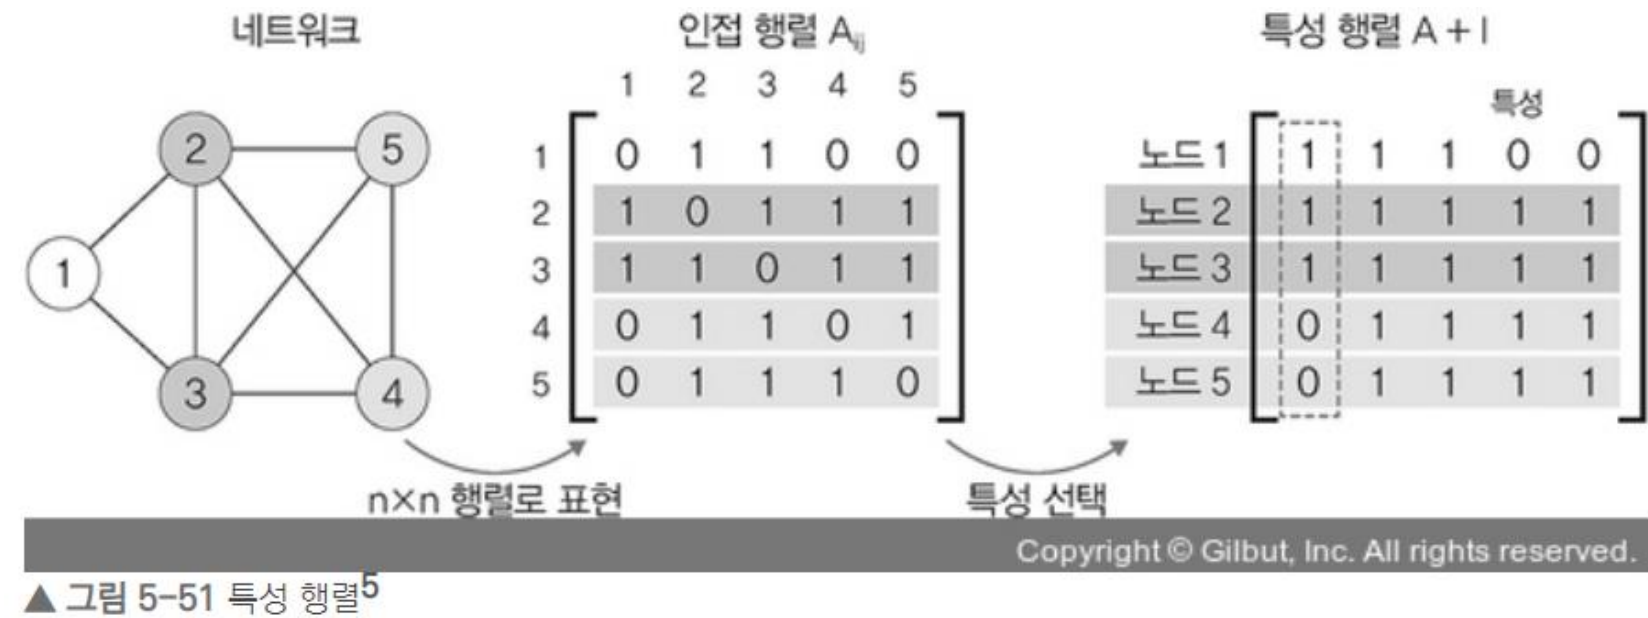 네트워크
인접 행렬 Aij
특성 행렬 A + I
1 2 3 4 5
특성
2
5
1
3
4
1 0 1 1 0 0
2 1 0 1 1 1
3 1 1 0 1 1
4 0 1 1 0 1
5 0 1 1 1 0
노드 1 1 1 1 0 0
노드 2 1 1 1 1 1
노드 3 1 1 1 1 1
노드 4 0 1 1 1 1
노드 5 0 1 1 1 1
n×n 행렬로 표현
특성 선택
Copyright © Gilbut, Inc. All rights reserved.
▲ 그림 5-51 특성 행렬5